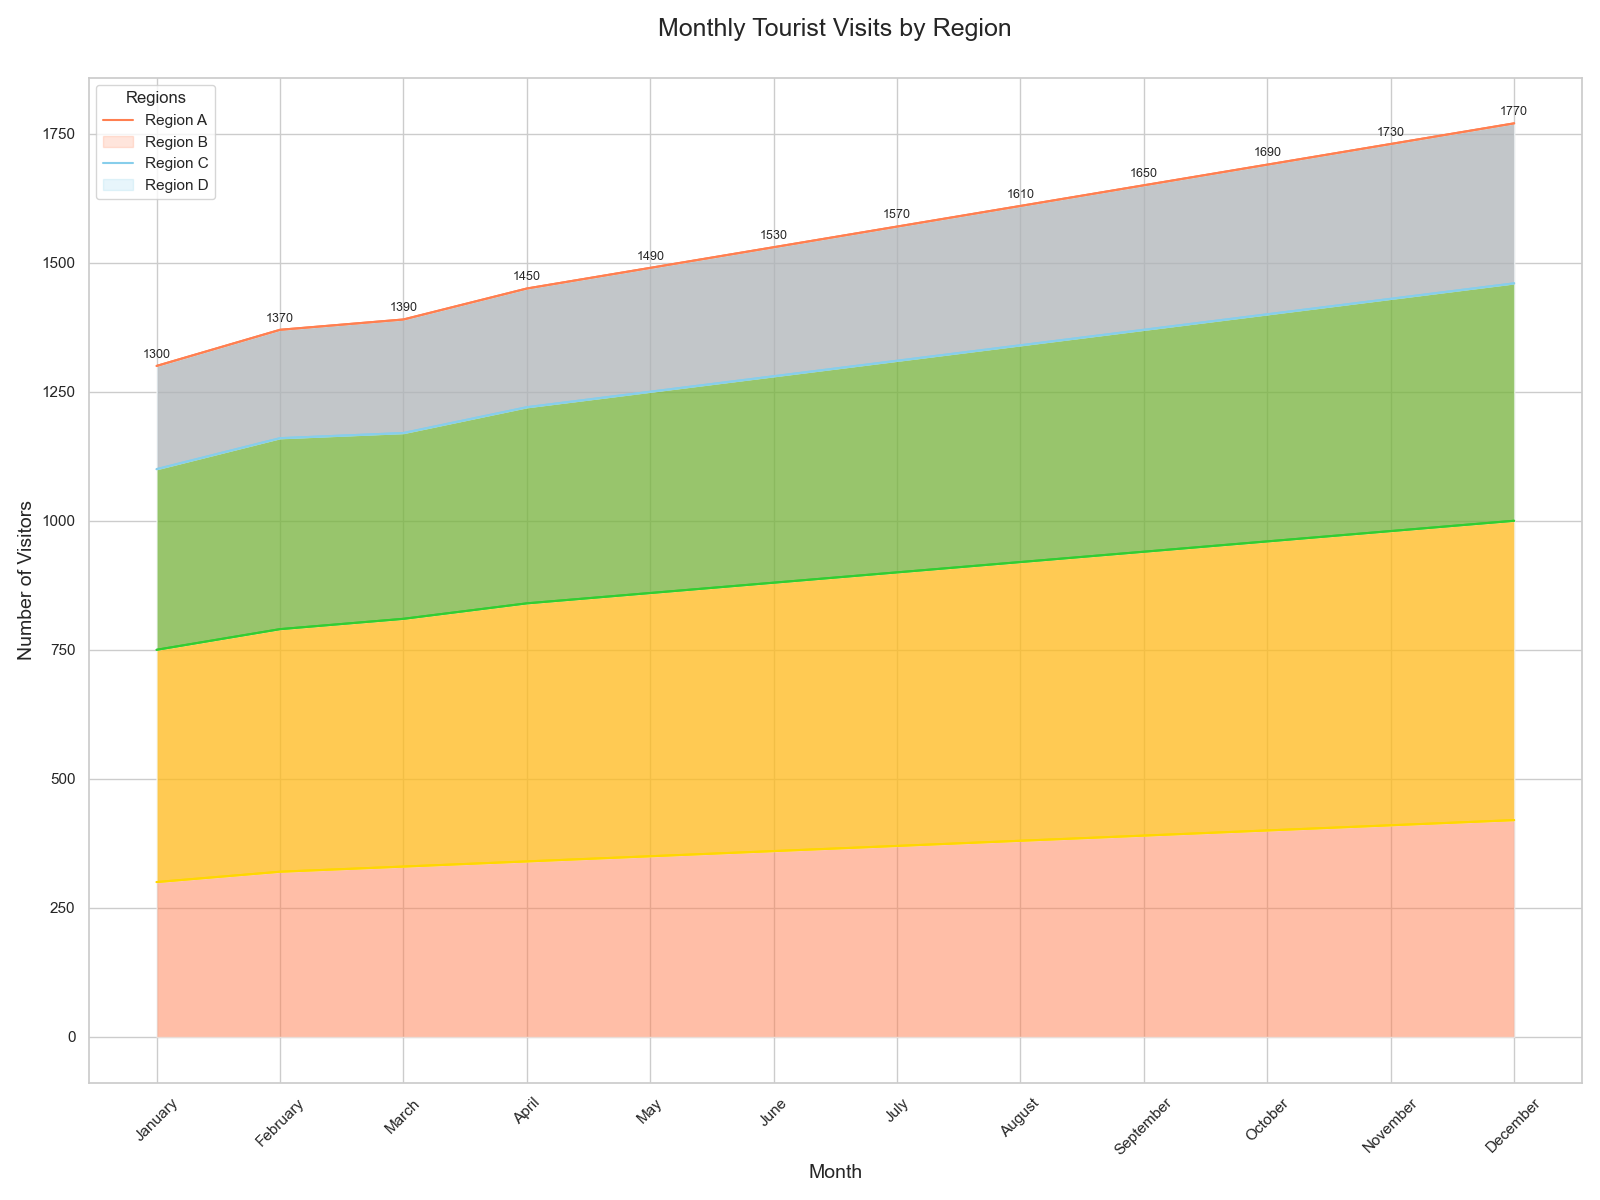 Monthly Tourist Visits by Region
Regions
Region A
Region B
Region C
Region D
1300
1370
1390
1450
1490
1530
1570
1610
1650
1690
1730
1770
Number of Visitors
1750
1500
1250
1000
750
500
250
0
January
February
March
April
May
June
July
August
September
October
November
December
Month